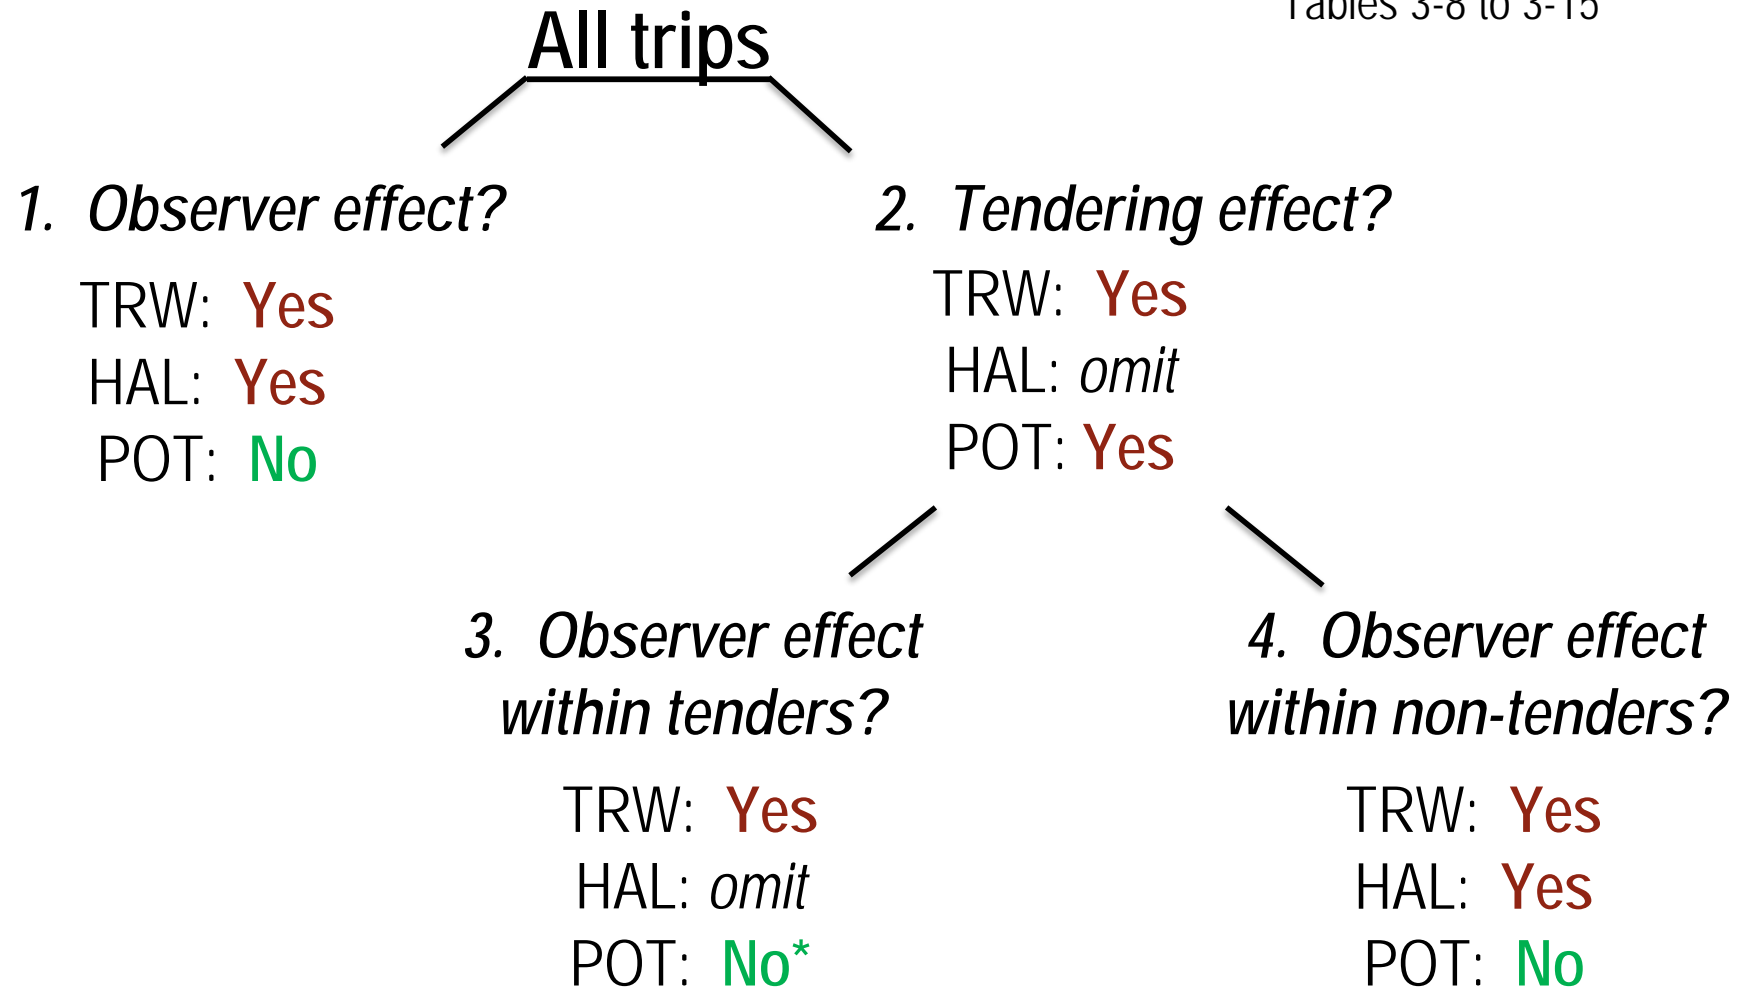 Tables 3-8 to 3-15
All trips
1. Observer effect?
TRW: Yes
HAL: Yes
POT: No
2. Tendering effect?
TRW: Yes
HAL: omit
POT: Yes
3. Observer effect
within tenders?
TRW: Yes
HAL: omit
POT: No*
4. Observer effect
within non-tenders?
TRW: Yes
HAL: Yes
POT: No